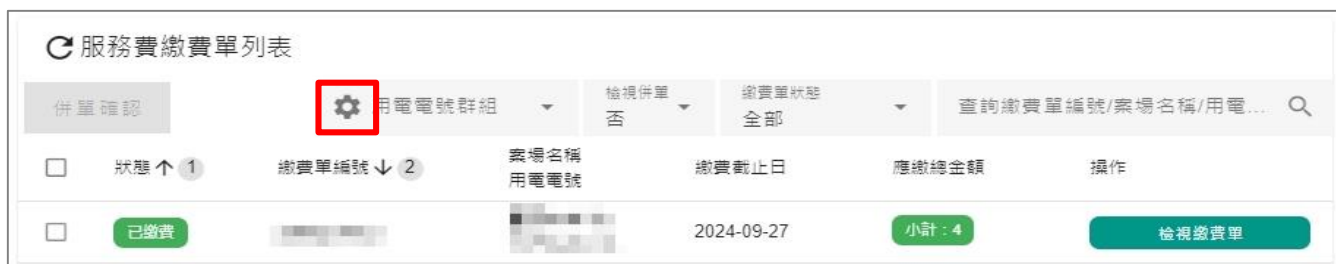 服務費繳費單列表
併單確認
用電電號群組
檢視併單
否
繳費單狀態
全部
查詢繳費單編號/案場名稱/用電...
狀態 ↑ 1
繳費單編號 ↓ 2
案場名稱
用電電號
繳費截止日
應繳總金額
操作
已繳費
2024-09-27
小計：4
檢視繳費單